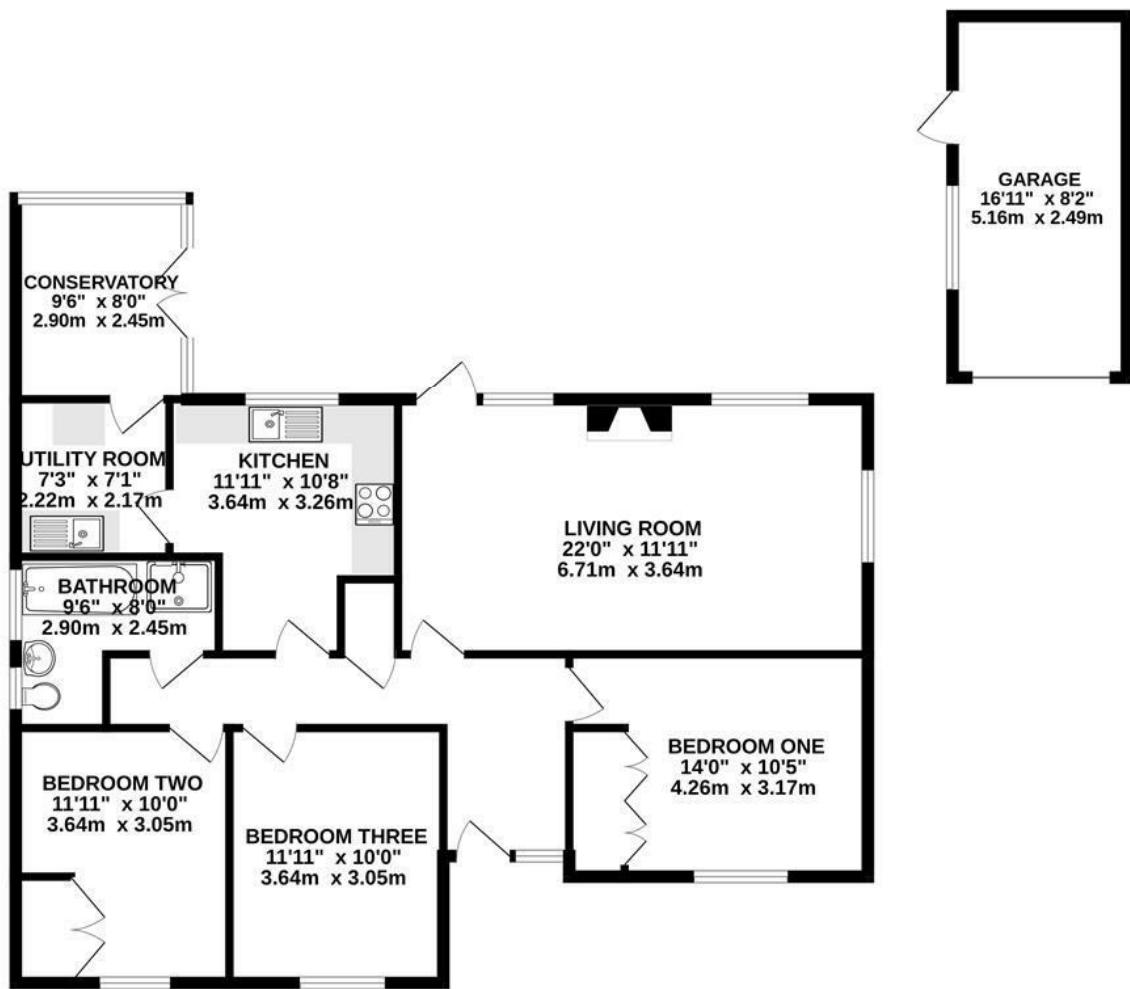 GARAGE
16'11" x 8'2"
5.16m x 2.49m
CONSERVATORY
9'6" x 8'0"
2.90m x 2.45m
UTILITY ROOM
7'3" x 7'1"
2.22m x 2.17m
KITCHEN
11'11" x 10'8"
3.64m x 3.26m
LIVING ROOM
22'0" x 11'11"
6.71m x 3.64m
BATHROOM
9'6" x 8'0"
2.90m x 2.45m
BEDROOM ONE
14'0" x 10'5"
4.26m x 3.17m
BEDROOM TWO
11'11" x 10'0"
3.64m x 3.05m
BEDROOM THREE
11'11" x 10'0"
3.64m x 3.05m